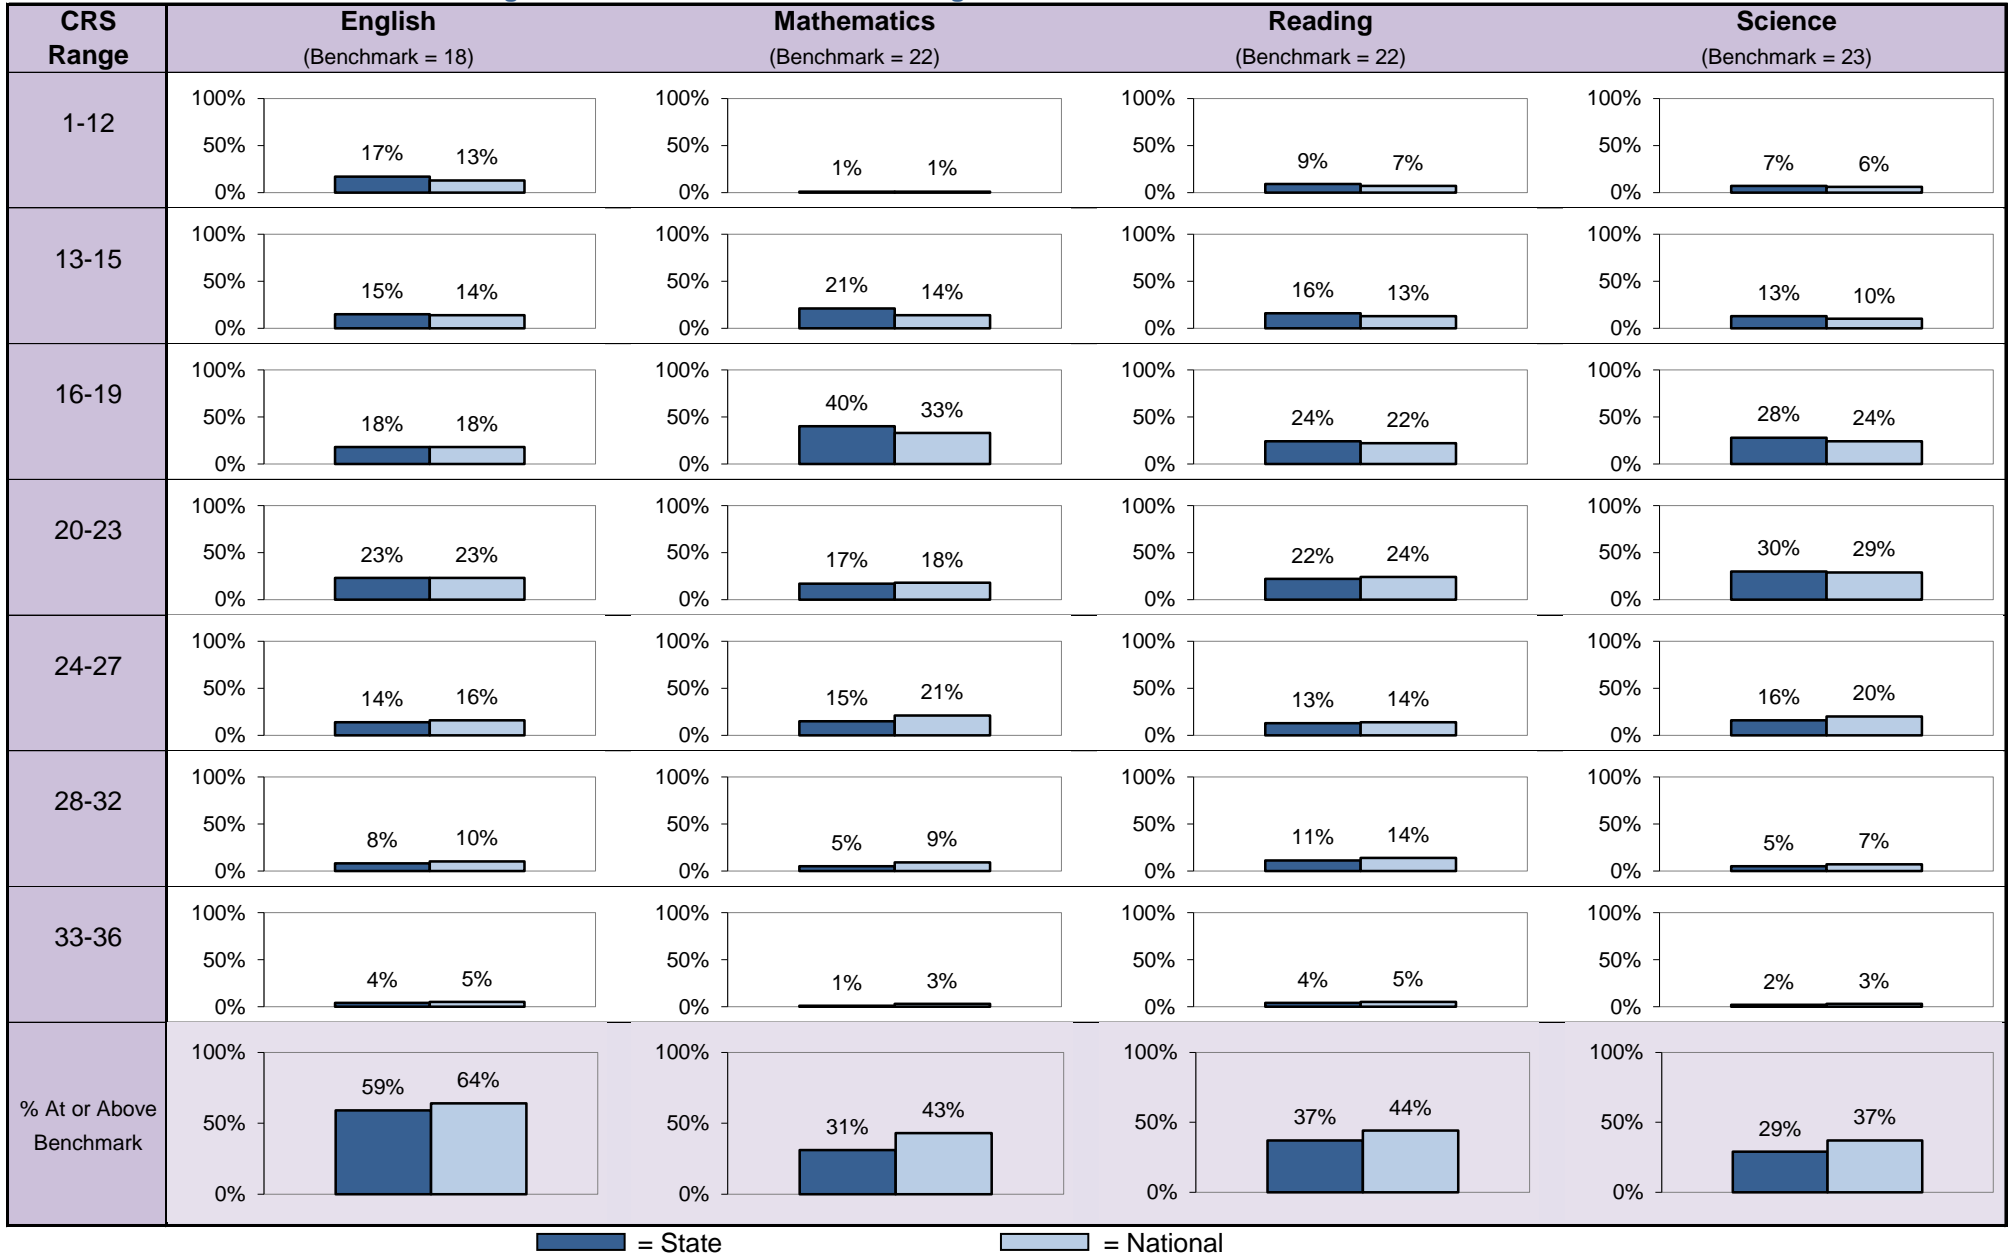 CRS Range English Mathematics Reading Science
(Benchmark = 18) (Benchmark = 22) (Benchmark = 22) (Benchmark = 23)
1-12
100% 100% 100% 100%
50% 17% 13% 50% 1% 1% 50% 9% 7% 50% 7% 6%
0% 0% 0% 0%
13-15
100% 100% 100% 100%
50% 15% 14% 50% 21% 14% 50% 16% 13% 50% 13% 10%
0% 0% 0% 0%
16-19
100% 100% 100% 100%
50% 18% 18% 50% 40% 33% 50% 24% 22% 50% 28% 24%
0% 0% 0% 0%
20-23
100% 100% 100% 100%
50% 23% 23% 50% 17% 18% 50% 22% 24% 50% 30% 29%
0% 0% 0% 0%
24-27
100% 100% 100% 100%
50% 14% 16% 50% 15% 21% 50% 13% 14% 50% 16% 20%
0% 0% 0% 0%
28-32
100% 100% 100% 100%
50% 8% 10% 50% 5% 9% 50% 11% 14% 50% 5% 7%
0% 0% 0% 0%
33-36
100% 100% 100% 100%
50% 4% 5% 50% 1% 3% 50% 4% 5% 50% 2% 3%
0% 0% 0% 0%
% At or Above
Benchmark
100% 100% 100% 100%
50% 59% 64% 50% 31% 43% 50% 37% 44% 50% 29% 37%
0% 0% 0% 0%
= State = National